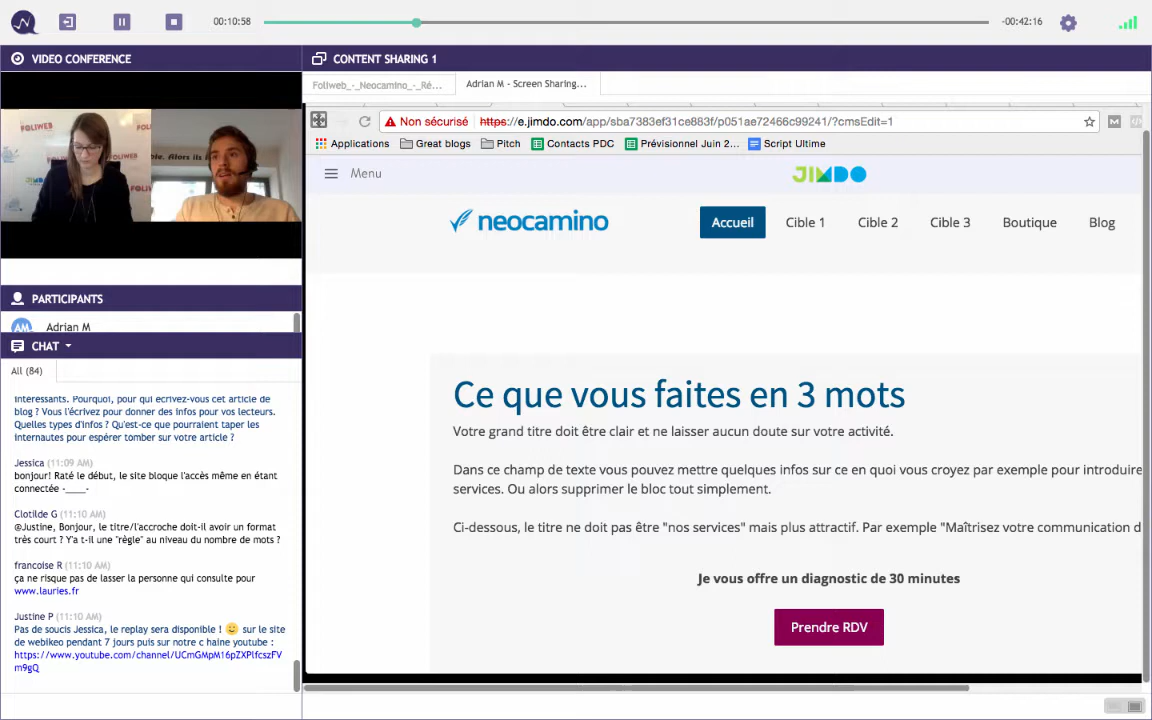 00:10:58
-00:42:16
VIDEO CONFERENCE
FOLIWEB
PARTICIPANTS
AM Adrian M
CHAT
All (84)
interessants. Pourquoi, pour qui ecrivez-vous cet article de
blog ? Vous l'écrivez pour donner des infos pour vos lecteurs.
Quelles types d'infos ? Qu'est-ce que pourraient taper les
internautes pour espérer tomber sur votre article ?
Jessica (11:09 AM)
bonjour! Raté le début, le site bloque l'accès même en étant
connectée -____-
Clotilde G (11:10 AM)
@Justine, Bonjour, le titre/l'accroche doit-il avoir un format
très court ? Y'a t-il une "règle" au niveau du nombre de mots ?
francoise R (11:10 AM)
ça ne risque pas de lasser la personne qui consulte pour
www.lauries.fr
Justine P (11:10 AM)
Pas de soucis Jessica, le replay sera disponible ! 🙂 sur le site
de webikeo pendant 7 jours puis sur notre c haine youtube :
https://www.youtube.com/channel/UCmGMpM16pZXPlfcszFV
m9gQ
CONTENT SHARING 1
Foliweb_-_Neocamino_-_Ré...
Adrian M - Screen Sharing...
Non sécurisé https://e.jimdo.com/app/sba7383ef31ce883f/p051ae72466c99241/?cmsEdit=1
Applications Great blogs Pitch Contacts PDC Prévisionnel Juin 2... Script Ultime
Menu
JIMDO
neocamino
Accueil Cible 1 Cible 2 Cible 3 Boutique Blog
Ce que vous faites en 3 mots
Votre grand titre doit être clair et ne laisser aucun doute sur votre activité.
Dans ce champ de texte vous pouvez mettre quelques infos sur ce en quoi vous croyez par exemple pour introduire
services. Ou alors supprimer le bloc tout simplement.
Ci-dessous, le titre ne doit pas être "nos services" mais plus attractif. Par exemple "Maîtrisez votre communication d
Je vous offre un diagnostic de 30 minutes
Prendre RDV